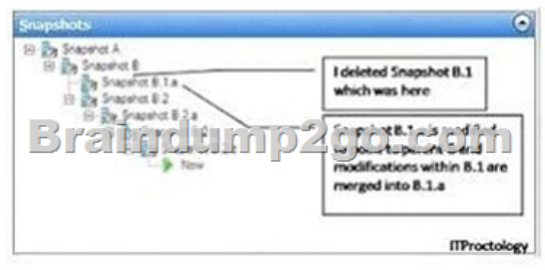 Snapshots
Snapshot A
Snapshot B
Snapshot B.1.a
Snapshot B.2
Snapshot B.2.a
Now
I deleted Snapshot B.1
which was here
Braindump2go.com
Snapshot B.1.a is
modifications within B.1 are
merged into B.1.a
ITProctology